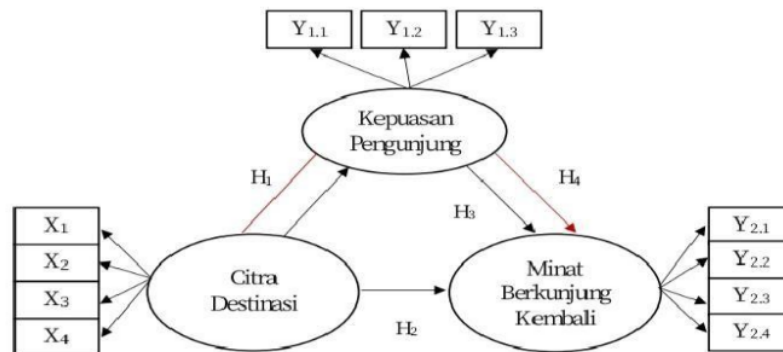 Y1.1
Y1.2
Y1.3
Kepuasan
Pengunjung
H1
H4
H3
X1
X2
X3
X4
Citra
Destinasi
H2
Minat
Berkunjung
Kembali
Y2.1
Y2.2
Y2.3
Y2.4